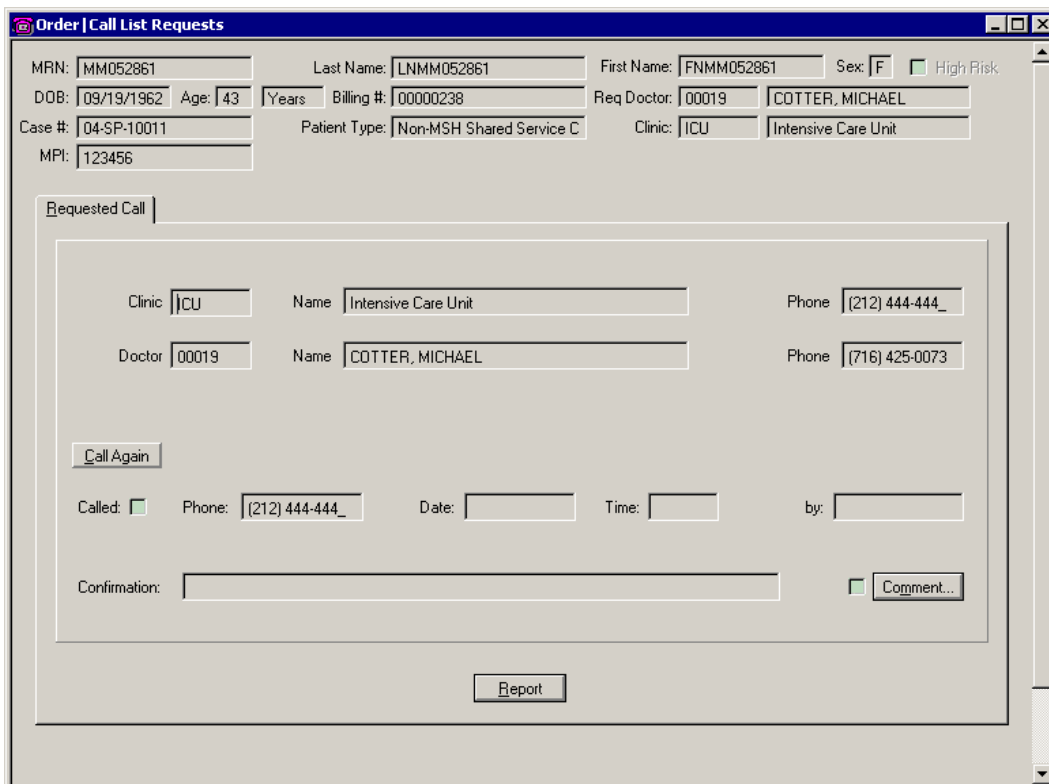 Order|Call List Requests
MRN: MM052861 Last Name: LNMM052861 First Name: FNMM052861 Sex: F High Risk
DOB: 09/19/1962 Age: 43 Years Billing #: 00000238 Req Doctor: 00019 COTTER, MICHAEL
Case #: 04-SP-10011 Patient Type: Non-MSH Shared Service C Clinic: ICU Intensive Care Unit
MPI: 123456
Requested Call
Clinic ICU Name Intensive Care Unit Phone (212) 444-444_
Doctor 00019 Name COTTER, MICHAEL Phone (716) 425-0073
Call Again
Called: Phone: (212) 444-444_ Date: Time: by:
Confirmation: Comment...
Report